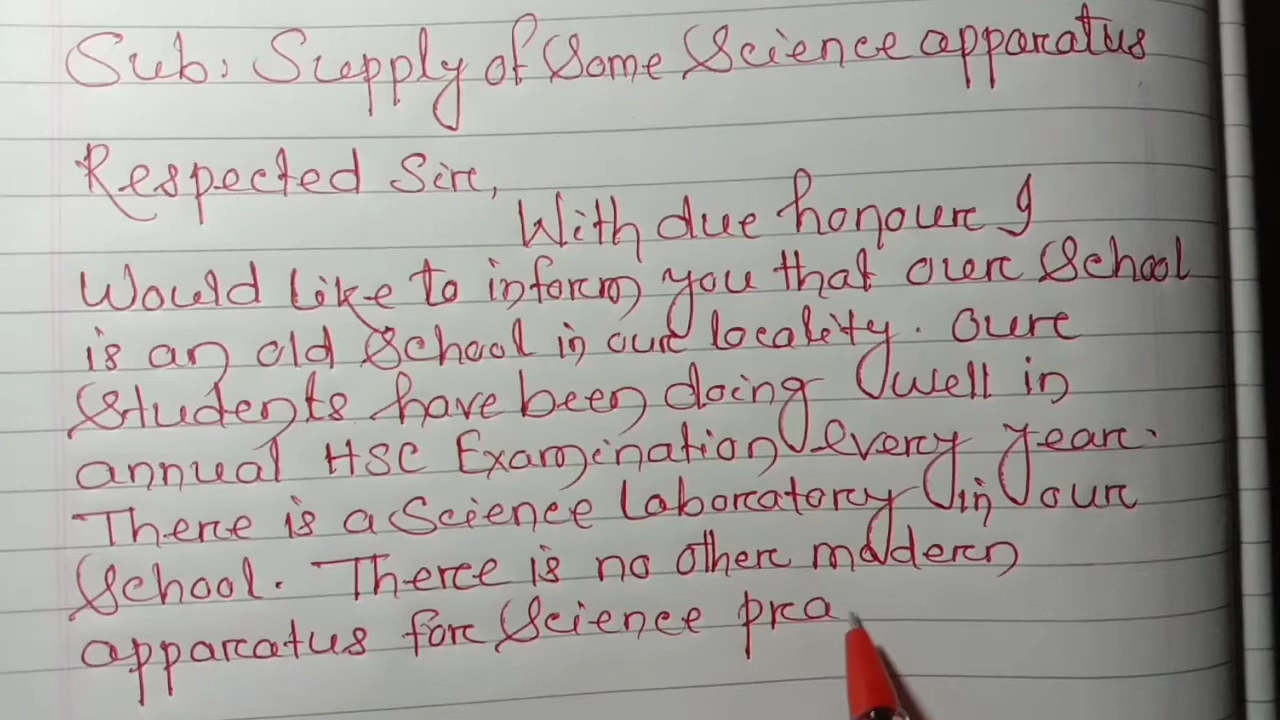 Sub: Supply of Some Science apparatus
Respected Sir,
With due honour I
Would like to inform you that our School
is an old School in our locality. Our
Students have been doing well in
annual HSC Examination every year.
There is a Science Laboratory in our
School. There is no other modern
apparatus for Science pra